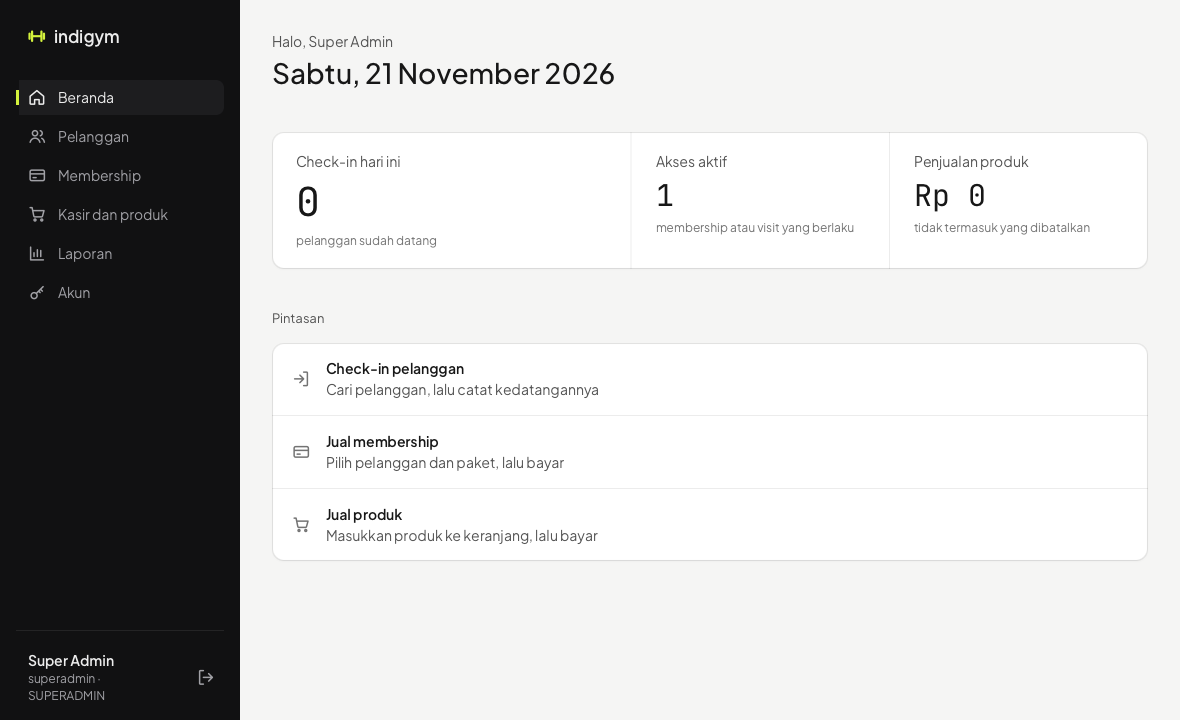 indigym
Beranda
Pelanggan
Membership
Kasir dan produk
Laporan
Akun
Super Admin
superadmin ·
SUPERADMIN
Halo, Super Admin
Sabtu, 21 November 2026
Check-in hari ini
0
pelanggan sudah datang
Akses aktif
1
membership atau visit yang berlaku
Penjualan produk
Rp 0
tidak termasuk yang dibatalkan
Pintasan
Check-in pelanggan
Cari pelanggan, lalu catat kedatangannya
Jual membership
Pilih pelanggan dan paket, lalu bayar
Jual produk
Masukkan produk ke keranjang, lalu bayar